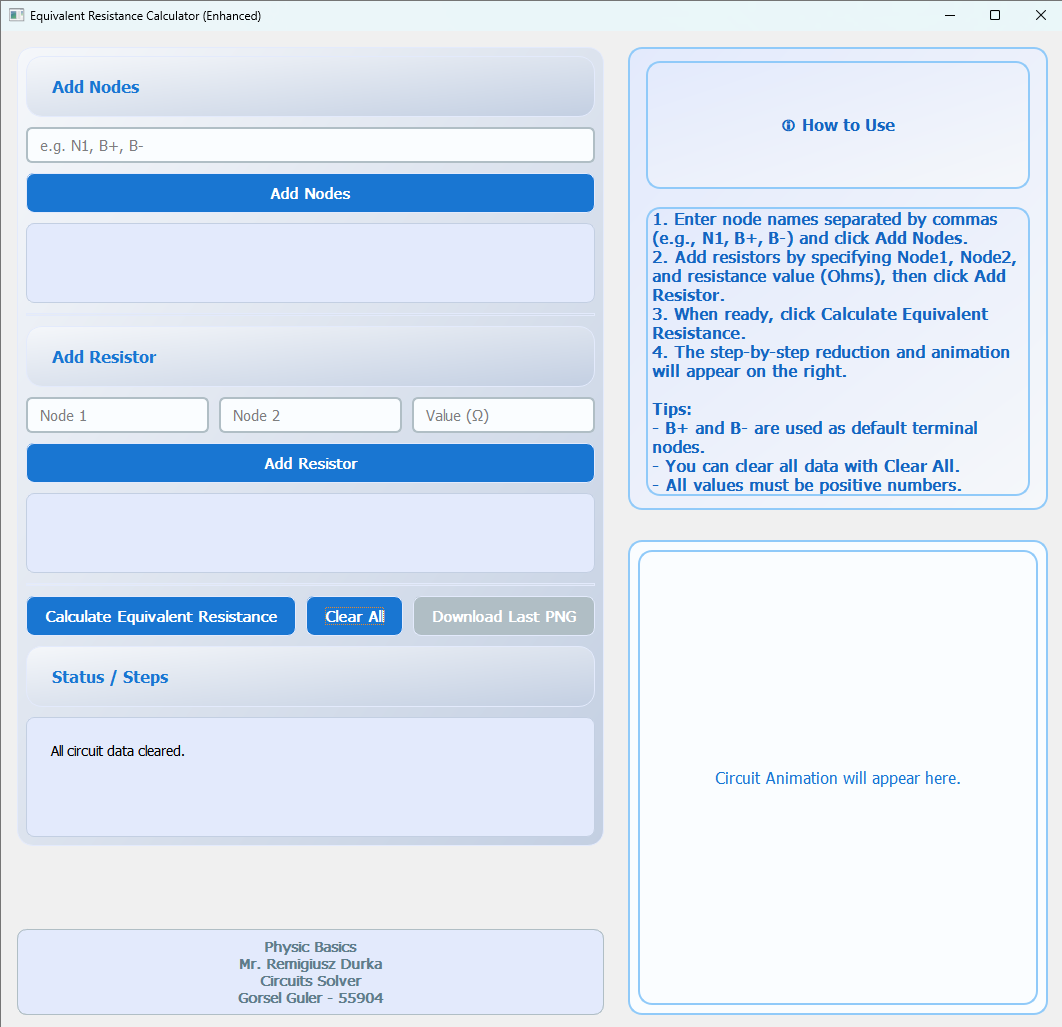 Equivalent Resistance Calculator (Enhanced)
Add Nodes
e.g. N1, B+, B-
Add Nodes
Add Resistor
Node 1
Node 2
Value (Ω)
Add Resistor
Calculate Equivalent Resistance
Clear All
Download Last PNG
Status / Steps
All circuit data cleared.
Physic Basics
Mr. Remigiusz Durka
Circuits Solver
Gorsel Guler - 55904
🛈 How to Use
1. Enter node names separated by commas
(e.g., N1, B+, B-) and click Add Nodes.
2. Add resistors by specifying Node1, Node2,
and resistance value (Ohms), then click Add
Resistor.
3. When ready, click Calculate Equivalent
Resistance.
4. The step-by-step reduction and animation
will appear on the right.
Tips:
- B+ and B- are used as default terminal
nodes.
- You can clear all data with Clear All.
- All values must be positive numbers.
Circuit Animation will appear here.